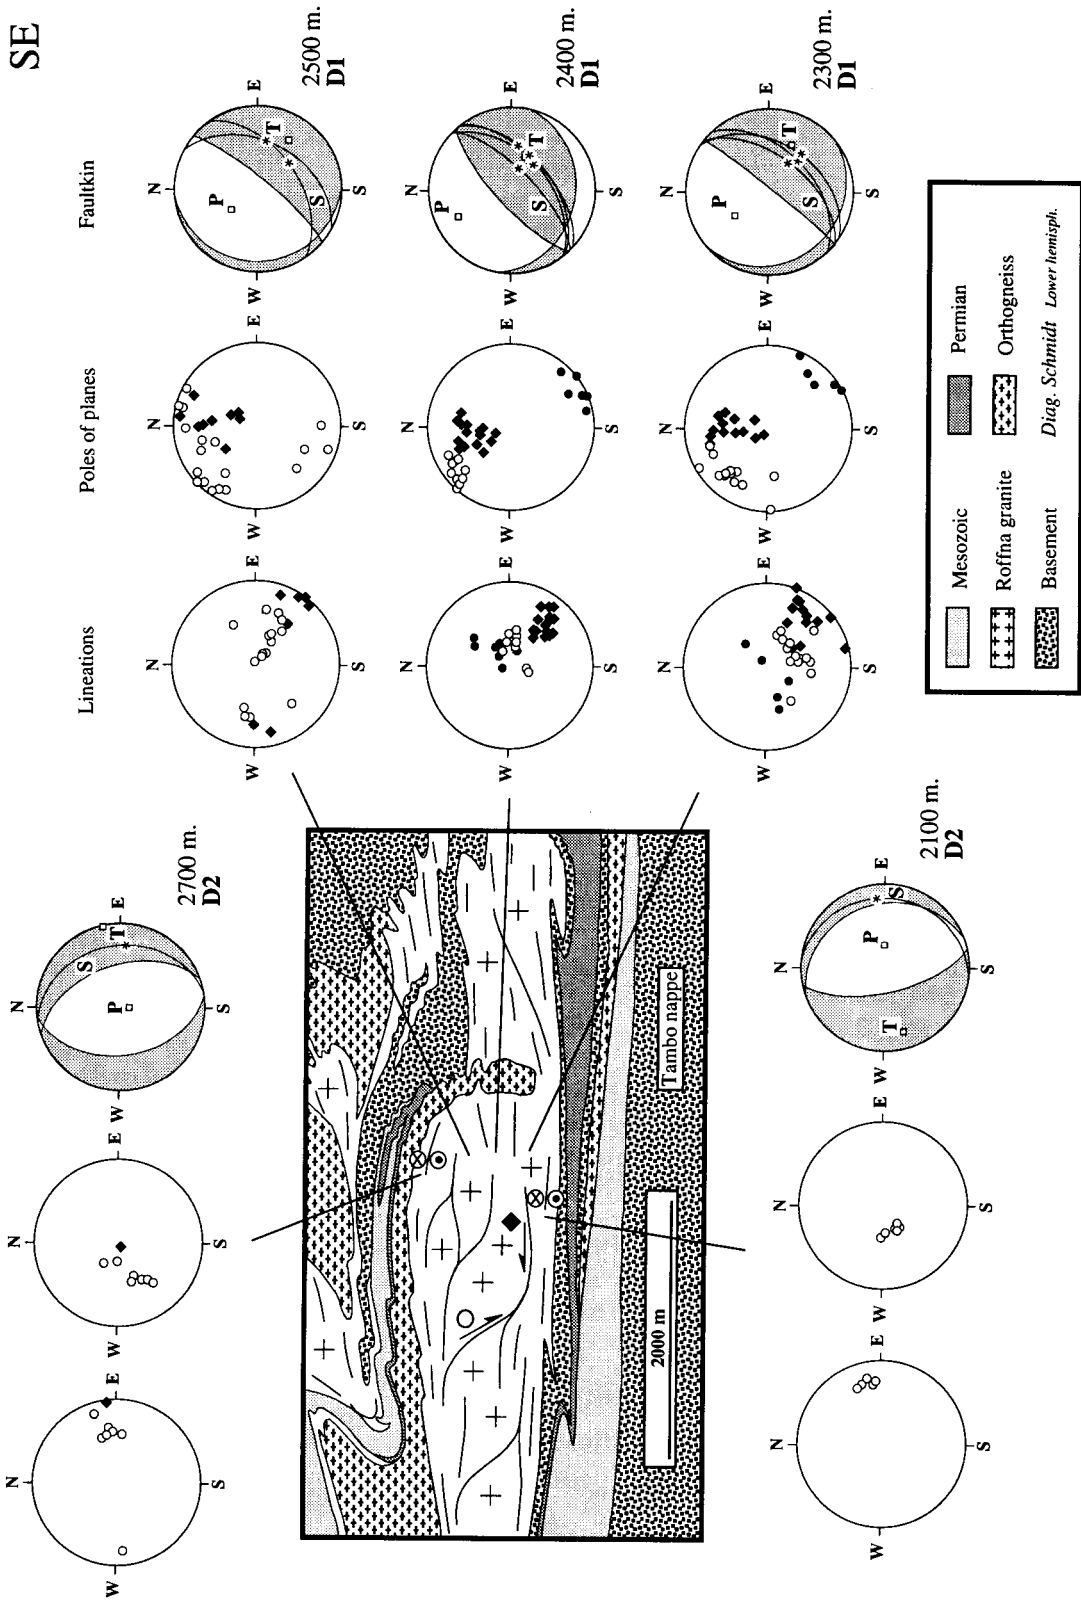 SE
Lineations
Poles of planes
Faultkin
N
E
S
W
N
E
S
W
N
E
S
W
P
S
T
2700 m.
D2
N
E
W
S
N
E
W
S
N
E
W
S
P
T
S
2500 m.
D1
E
W
S
N
E
W
S
N
E
W
S
N
P
T
S
2400 m.
D1
N
E
W
N
E
W
S
N
E
W
S
P
T
S
2300 m.
D1
N
E
W
S
N
E
W
S
N
E
W
S
T
P
S
2100 m.
D2
2000 m
Tambo nappe
Mesozoic
Permian
Roffna granite
Orthogneiss
Basement
Diag. Schmidt Lower hemisph.